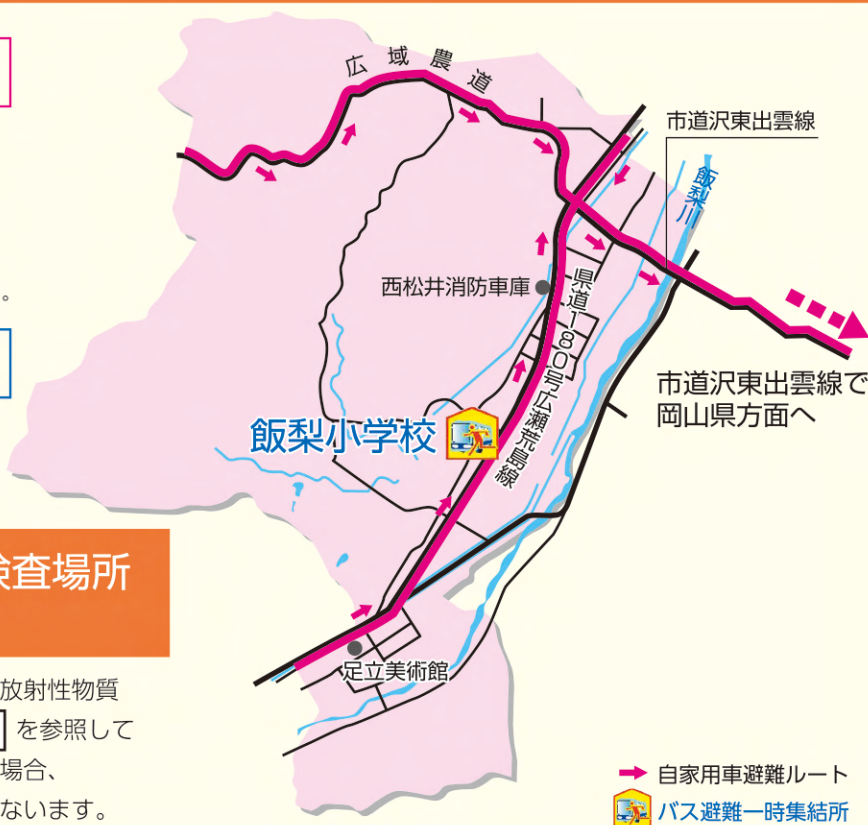 広域農道
市道沢東出雲線
飯梨川
。
西松井消防車庫
県道180号広瀬荒島線
市道沢東出雲線で
岡山県方面へ
飯梨小学校
検査場所
足立美術館
放射性物質
を参照して
場合、
ないます。
自家用車避難ルート
バス避難一時集結所